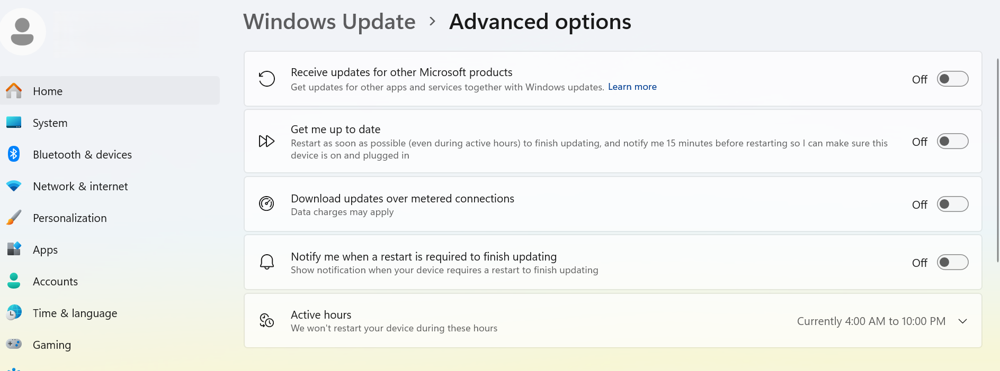 Windows Update > Advanced options
Home
System
Bluetooth & devices
Network & internet
Personalization
Apps
Accounts
Time & language
Gaming
Receive updates for other Microsoft products
Get updates for other apps and services together with Windows updates. Learn more
Off
Get me up to date
Restart as soon as possible (even during active hours) to finish updating, and notify me 15 minutes before restarting so I can make sure this
device is on and plugged in
Off
Download updates over metered connections
Data charges may apply
Off
Notify me when a restart is required to finish updating
Show notification when your device requires a restart to finish updating
Off
Active hours
We won't restart your device during these hours
Currently 4:00 AM to 10:00 PM